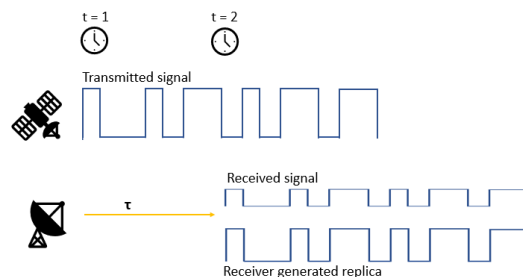 t = 1
t = 2
Transmitted signal
Received signal
τ
Receiver generated replica